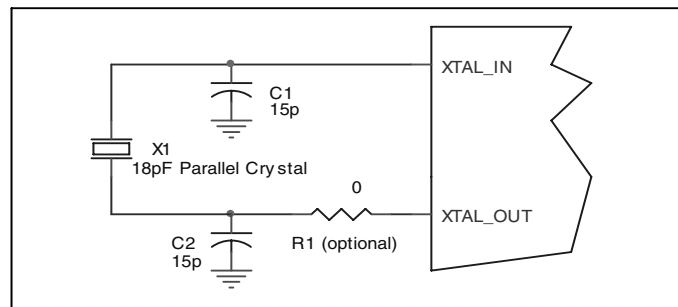 XTAL_IN
C1
15p
X1
18pF Parallel Crystal
0
XTAL_OUT
C2
15p
R1 (optional)